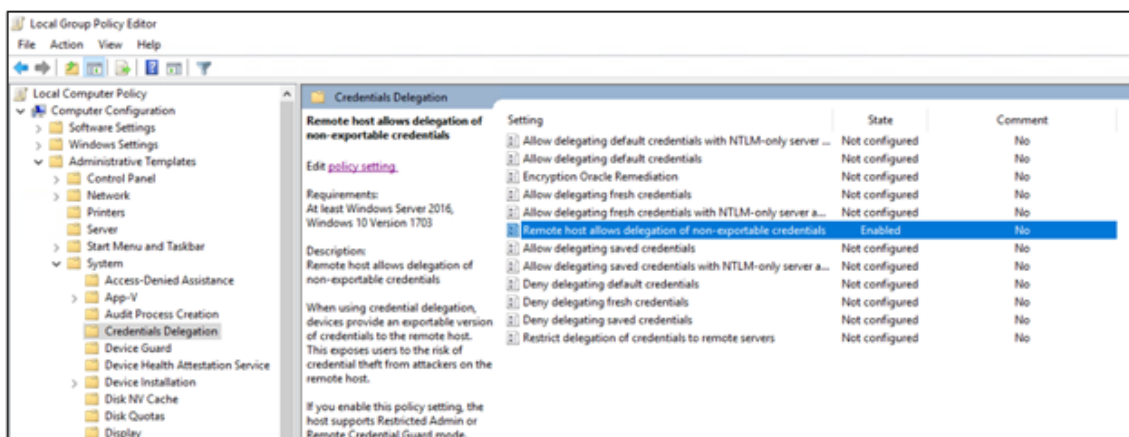 Local Group Policy Editor
File Action View Help
Local Computer Policy
Computer Configuration
Software Settings
Windows Settings
Administrative Templates
Control Panel
Network
Printers
Server
Start Menu and Taskbar
System
Access-Denied Assistance
App-V
Audit Process Creation
Credentials Delegation
Device Guard
Device Health Attestation Service
Device Installation
Disk NV Cache
Disk Quotas
Display
Credentials Delegation
Remote host allows delegation of
non-exportable credentials
Edit policy setting.
Requirements:
At least Windows Server 2016,
Windows 10 Version 1703
Description:
Remote host allows delegation of
non-exportable credentials
When using credential delegation,
devices provide an exportable version
of credentials to the remote host.
This exposes users to the risk of
credential theft from attackers on the
remote host.
If you enable this policy setting, the
host supports Restricted Admin or
Remote Credential Guard mode.
Setting State Comment
Allow delegating default credentials with NTLM-only server ... Not configured No
Allow delegating default credentials Not configured No
Encryption Oracle Remediation Not configured No
Allow delegating fresh credentials Not configured No
Allow delegating fresh credentials with NTLM-only server a... Not configured No
Remote host allows delegation of non-exportable credentials Enabled No
Allow delegating saved credentials Not configured No
Allow delegating saved credentials with NTLM-only server a... Not configured No
Deny delegating default credentials Not configured No
Deny delegating fresh credentials Not configured No
Deny delegating saved credentials Not configured No
Restrict delegation of credentials to remote servers Not configured No